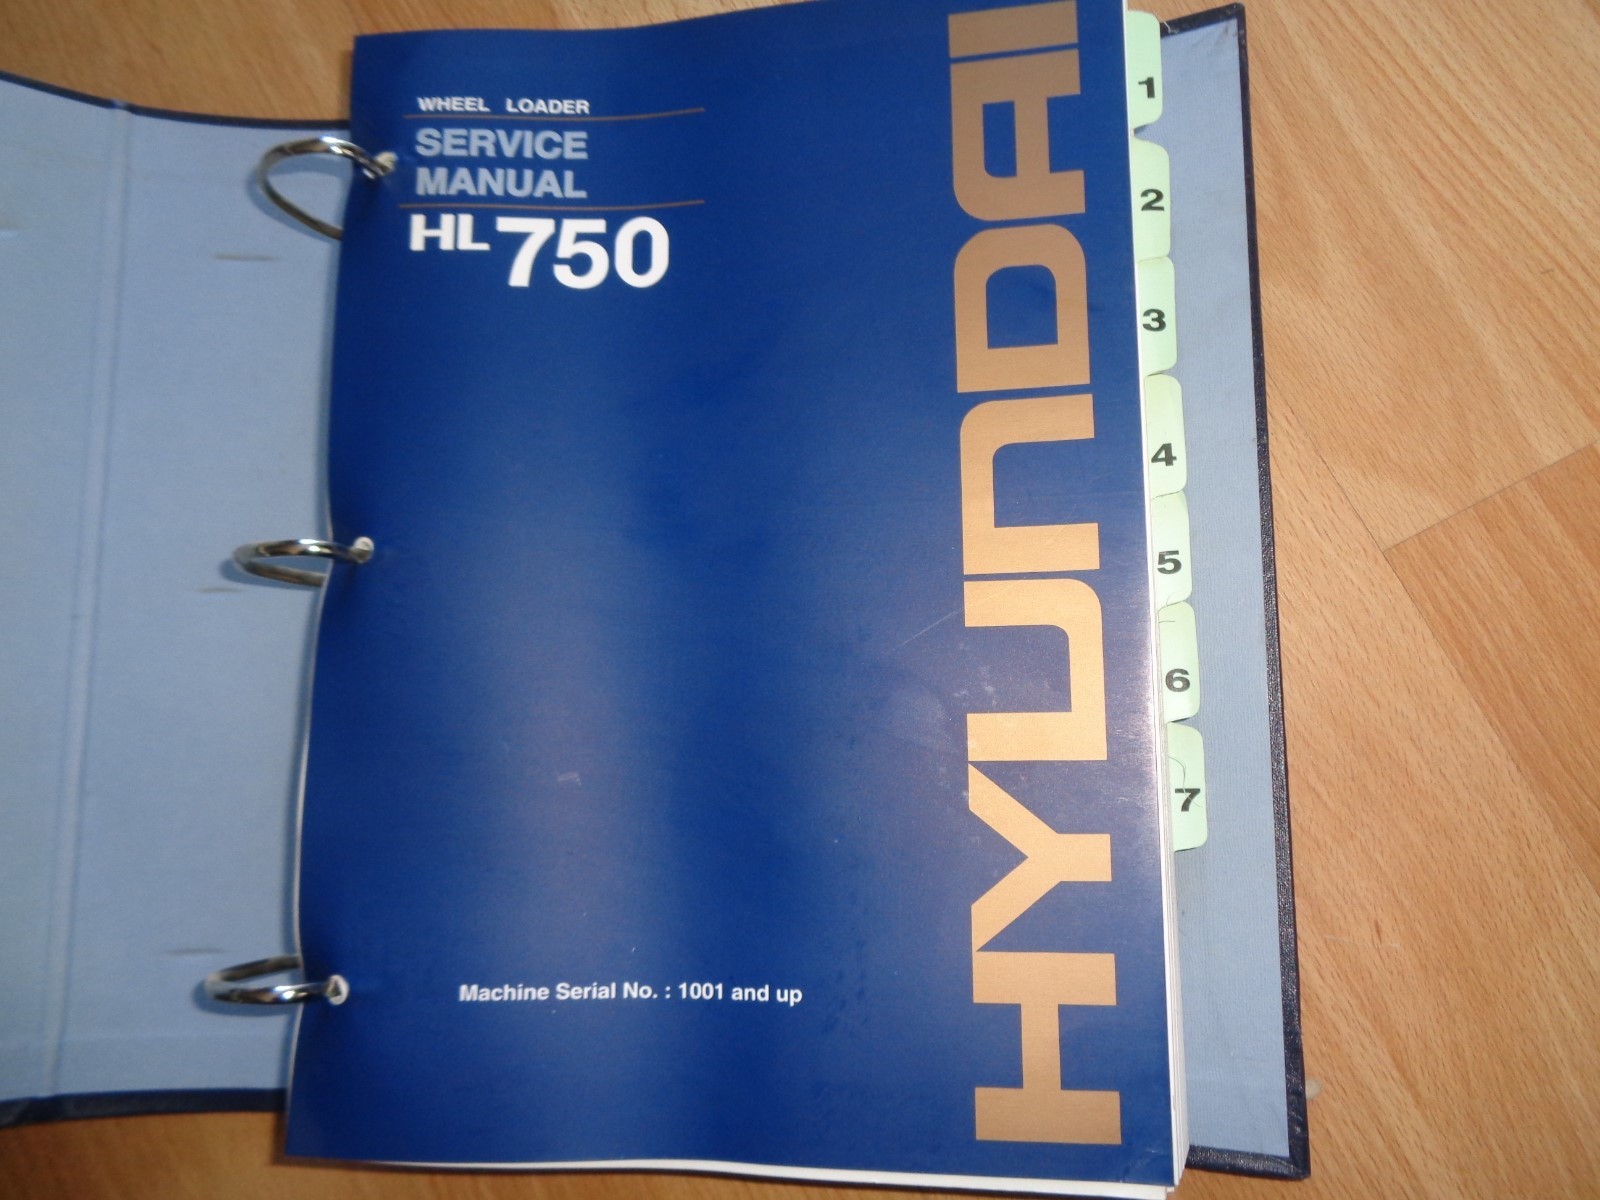 WHEEL LOADER
SERVICE
MANUAL
HL750
HYUNDAI
Machine Serial No. : 1001 and up
1
2
3
4
5
6
7